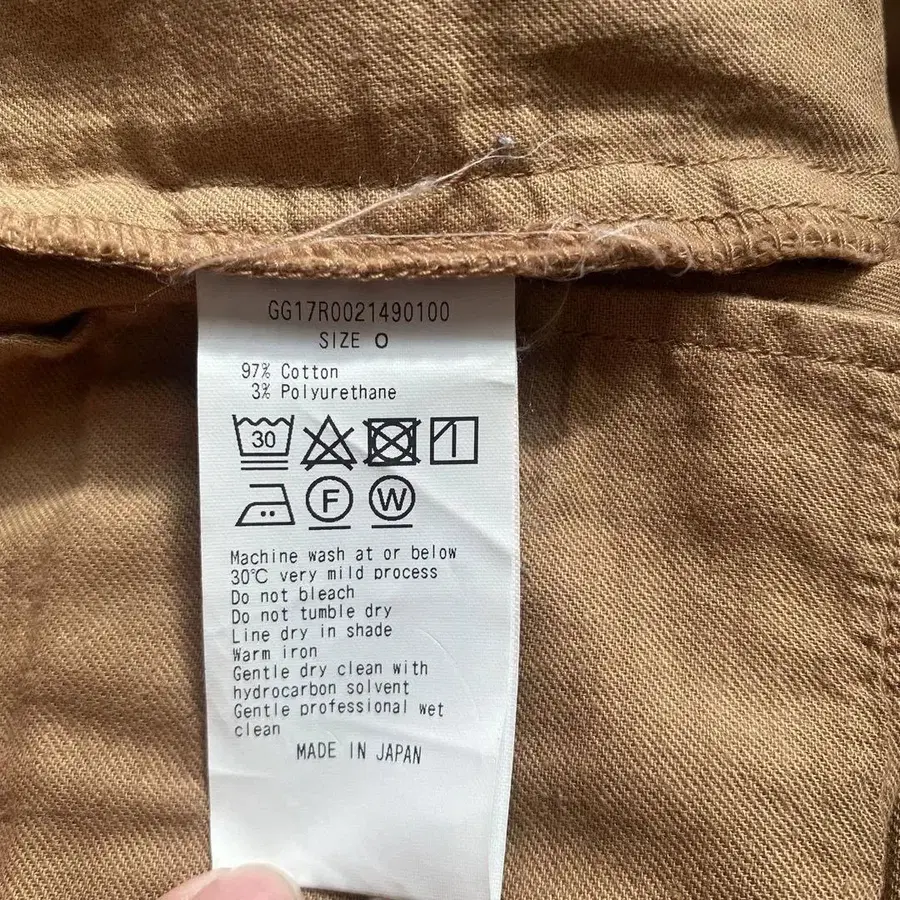 GG17R0021490100
SIZE O
97% Cotton
3% Polyurethane
30
F W
Machine wash at or below
30℃ very mild process
Do not bleach
Do not tumble dry
Line dry in shade
Warm iron
Gentle dry clean with
hydrocarbon solvent
Gentle professional wet
clean
MADE IN JAPAN